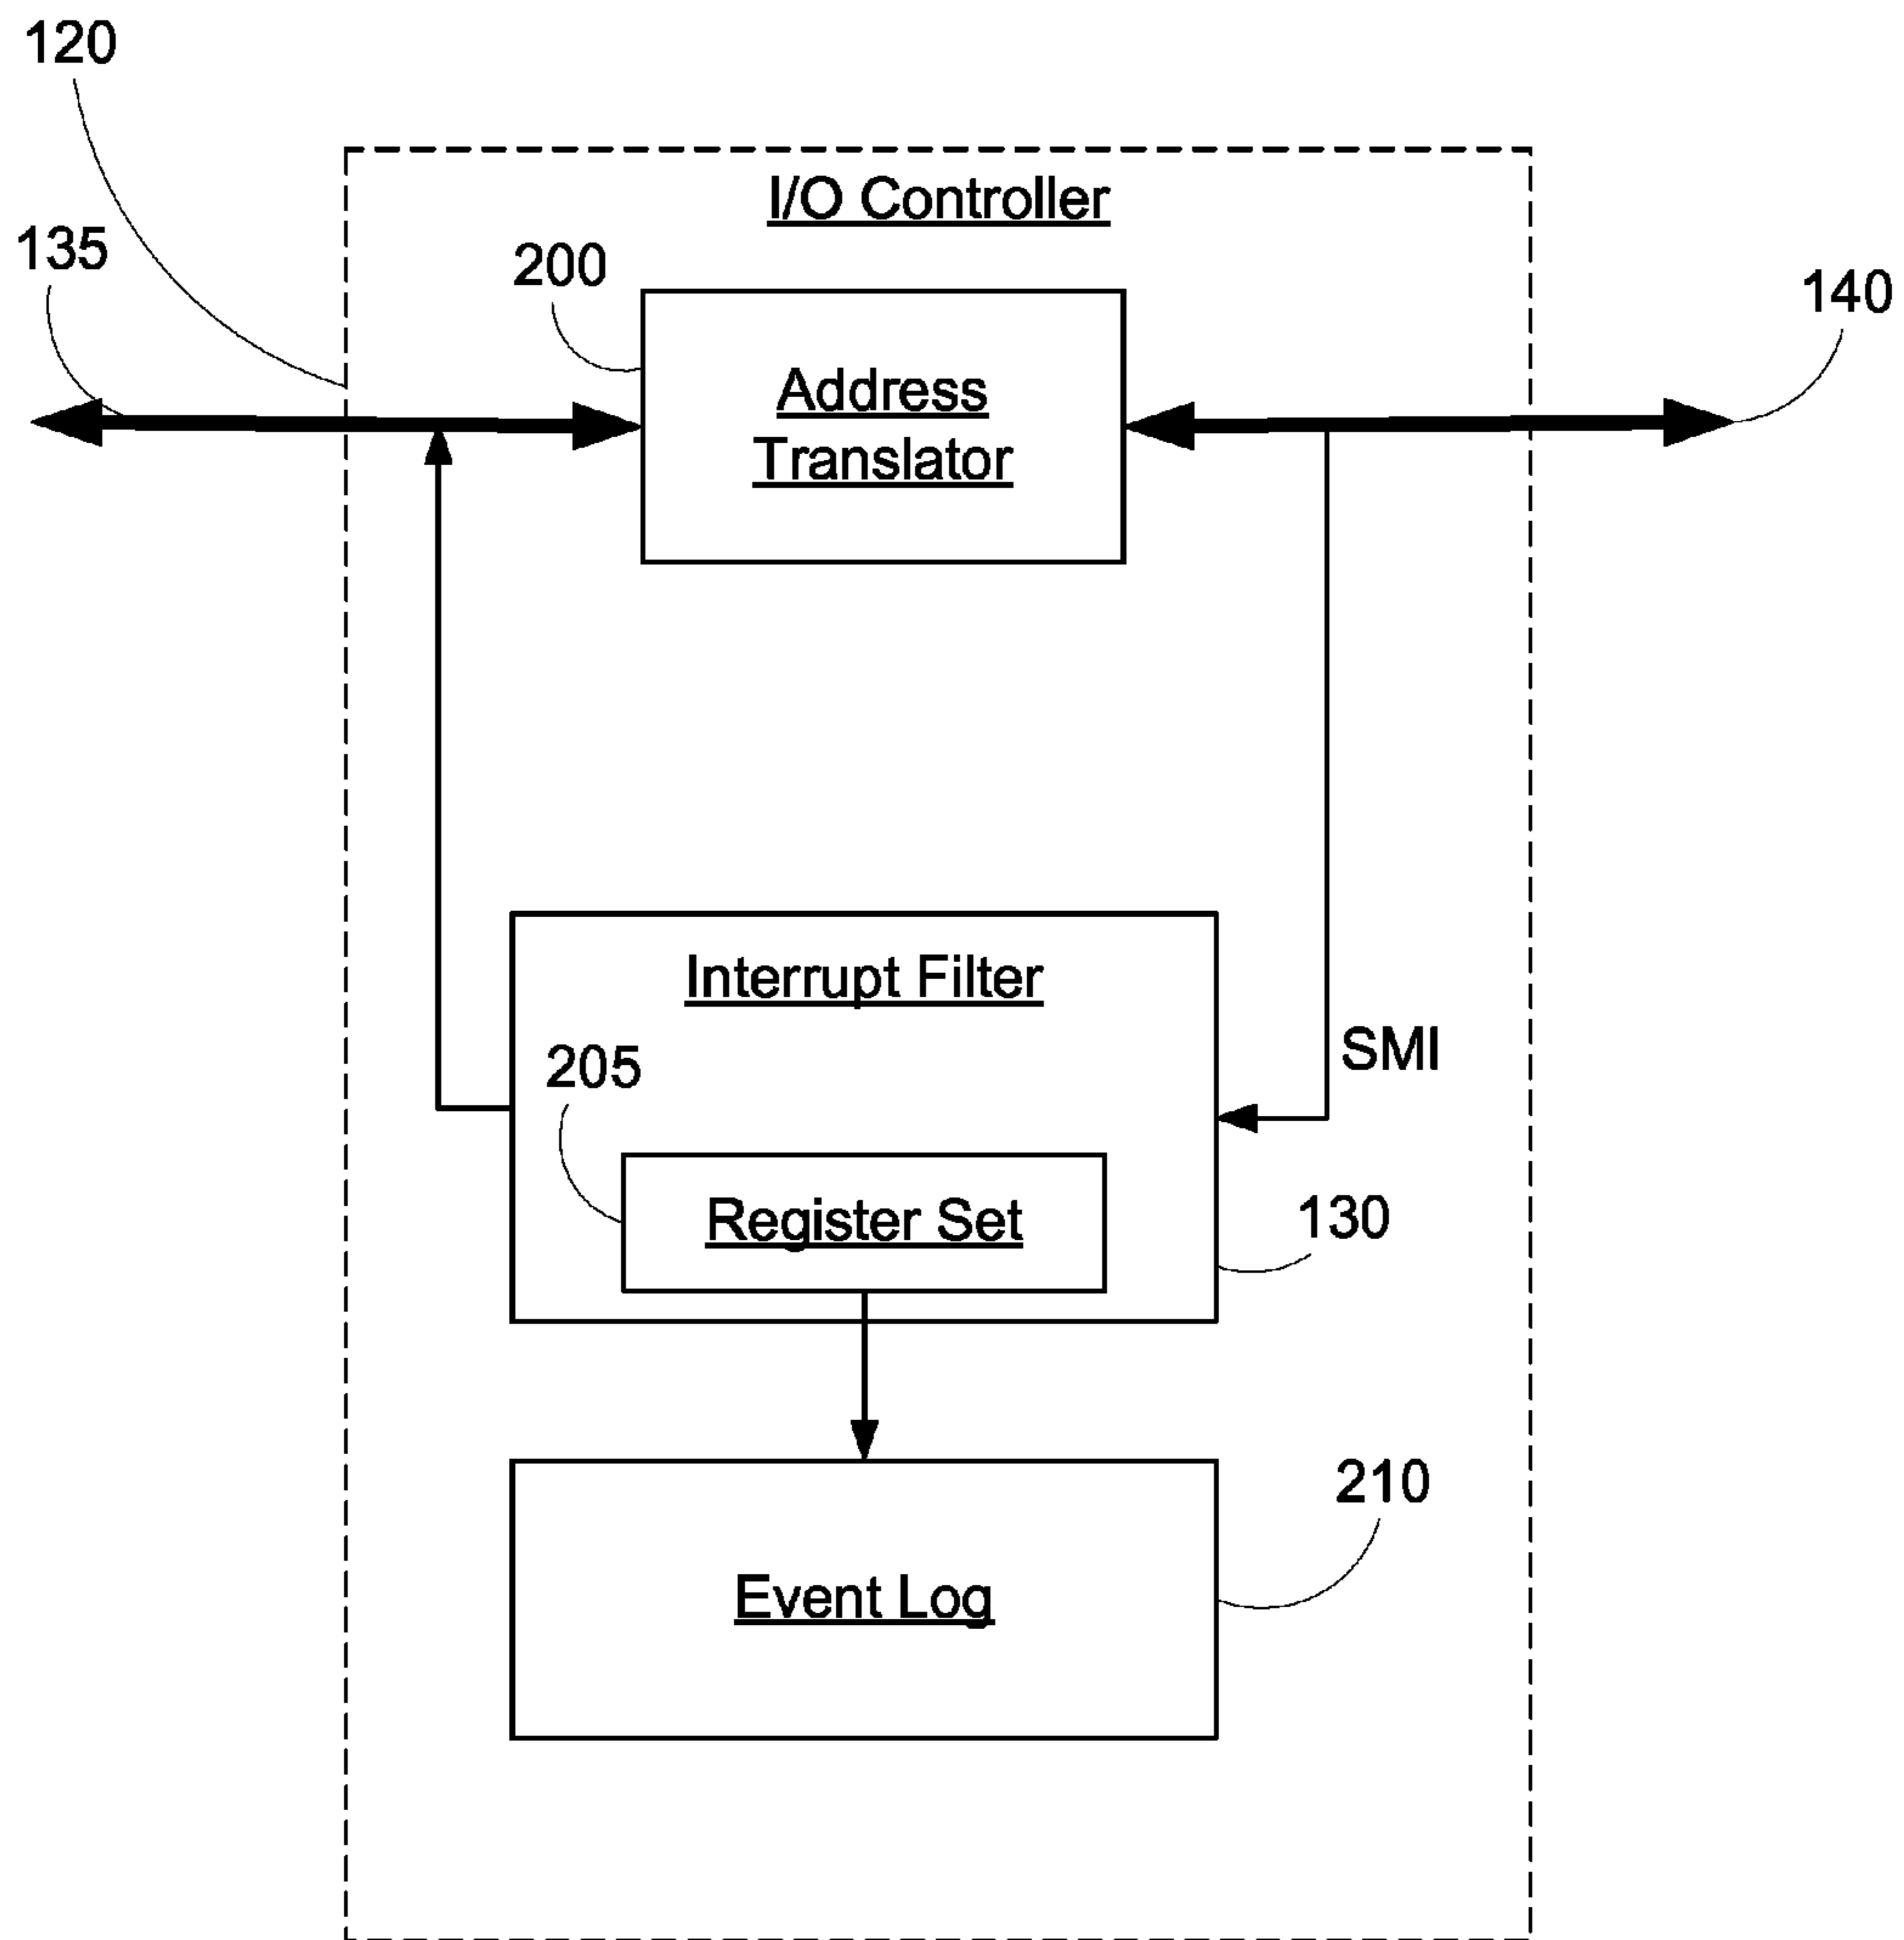 120
I/O Controller
135
200
140
Address
Translator
Interrupt Filter
SMI
205
130
Register Set
210
Event Log